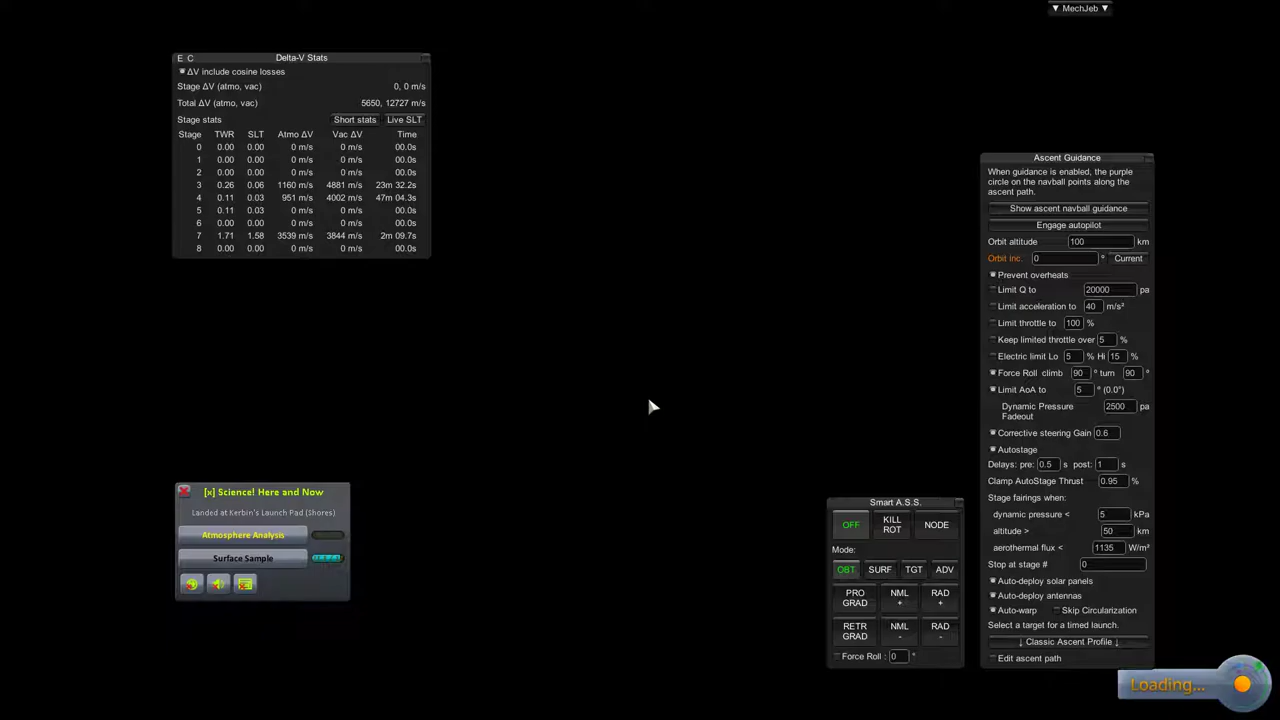 ▼ MechJeb ▼
E C Delta-V Stats
ΔV include cosine losses
Stage ΔV (atmo, vac) 0, 0 m/s
Total ΔV (atmo, vac) 5650, 12727 m/s
Stage stats Short stats Live SLT
Stage TWR SLT Atmo ΔV Vac ΔV Time
0 0.00 0.00 0 m/s 0 m/s 00.0s
1 0.00 0.00 0 m/s 0 m/s 00.0s
2 0.00 0.00 0 m/s 0 m/s 00.0s
3 0.26 0.06 1160 m/s 4881 m/s 23m 32.2s
4 0.11 0.03 951 m/s 4002 m/s 47m 04.3s
5 0.11 0.03 0 m/s 0 m/s 00.0s
6 0.00 0.00 0 m/s 0 m/s 00.0s
7 1.71 1.58 3539 m/s 3844 m/s 2m 09.7s
8 0.00 0.00 0 m/s 0 m/s 00.0s
Ascent Guidance
When guidance is enabled, the purple
circle on the navball points along the
ascent path.
Show ascent navball guidance
Engage autopilot
Orbit altitude 100 km
Orbit inc. 0 º Current
Prevent overheats
Limit Q to 20000 pa
Limit acceleration to 40 m/s²
Limit throttle to 100 %
Keep limited throttle over 5 %
Electric limit Lo 5 % Hi 15 %
Force Roll climb 90 º turn 90 º
Limit AoA to 5 º (0.0°)
Dynamic Pressure
Fadeout 2500 pa
Corrective steering Gain 0.6
Autostage
Delays: pre: 0.5 s post: 1 s
Clamp AutoStage Thrust 0.95 %
Stage fairings when:
dynamic pressure < 5 kPa
altitude > 50 km
aerothermal flux < 1135 W/m²
Stop at stage # 0
Auto-deploy solar panels
Auto-deploy antennas
Auto-warp Skip Circularization
Select a target for a timed launch.
↓ Classic Ascent Profile ↓
Edit ascent path
[x] Science! Here and Now
Landed at Kerbin's Launch Pad (Shores)
Atmosphere Analysis
Surface Sample
Smart A.S.S.
OFF KILL ROT NODE
Mode:
OBT SURF TGT ADV
PRO GRAD NML + RAD +
RETR GRAD NML - RAD -
Force Roll : 0 °
Loading...